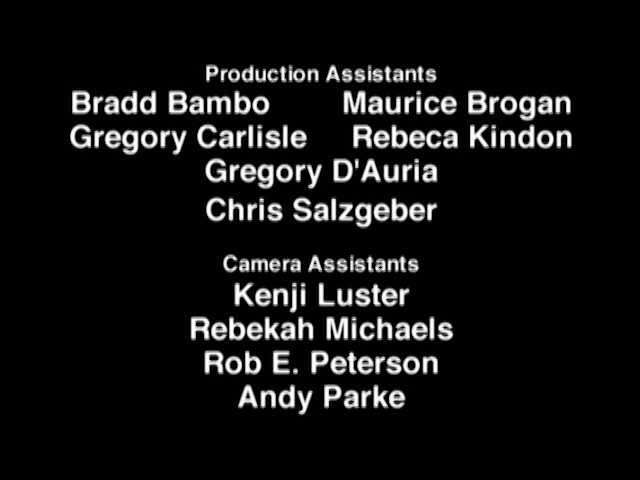 Production Assistants
Bradd Bambo Maurice Brogan
Gregory Carlisle Rebeca Kindon
Gregory D'Auria
Chris Salzgeber
Camera Assistants
Kenji Luster
Rebekah Michaels
Rob E. Peterson
Andy Parke